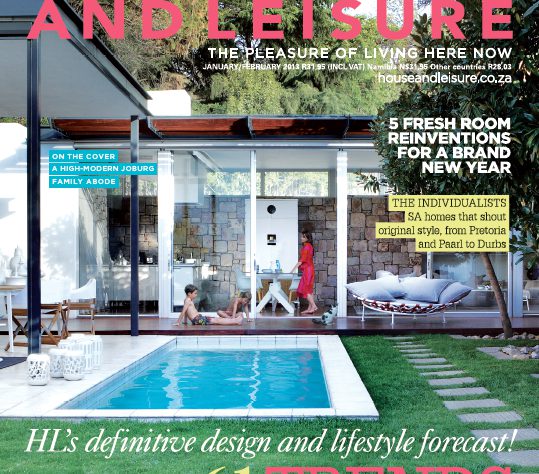 AND LEISURE
THE PLEASURE OF LIVING HERE NOW
JANUARY/FEBRUARY 2013 R31,95 (INCL VAT) Namibia N$31,95 Other countries R28,03
houseandleisure.co.za
5 FRESH ROOM
REINVENTIONS
FOR A BRAND
NEW YEAR
ON THE COVER
A HIGH-MODERN JOBURG
FAMILY ABODE
THE INDIVIDUALISTS
SA homes that shout
original style, from Pretoria
and Paarl to Durbs
HL's definitive design and lifestyle forecast!
61 TRENDS